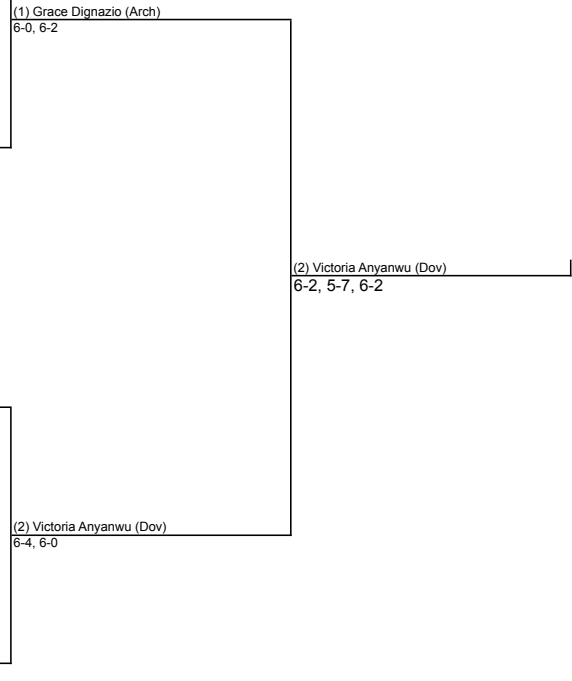 (1) Grace Dignazio (Arch)
6-0, 6-2
(2) Victoria Anyanwu (Dov)
6-2, 5-7, 6-2
(2) Victoria Anyanwu (Dov)
6-4, 6-0